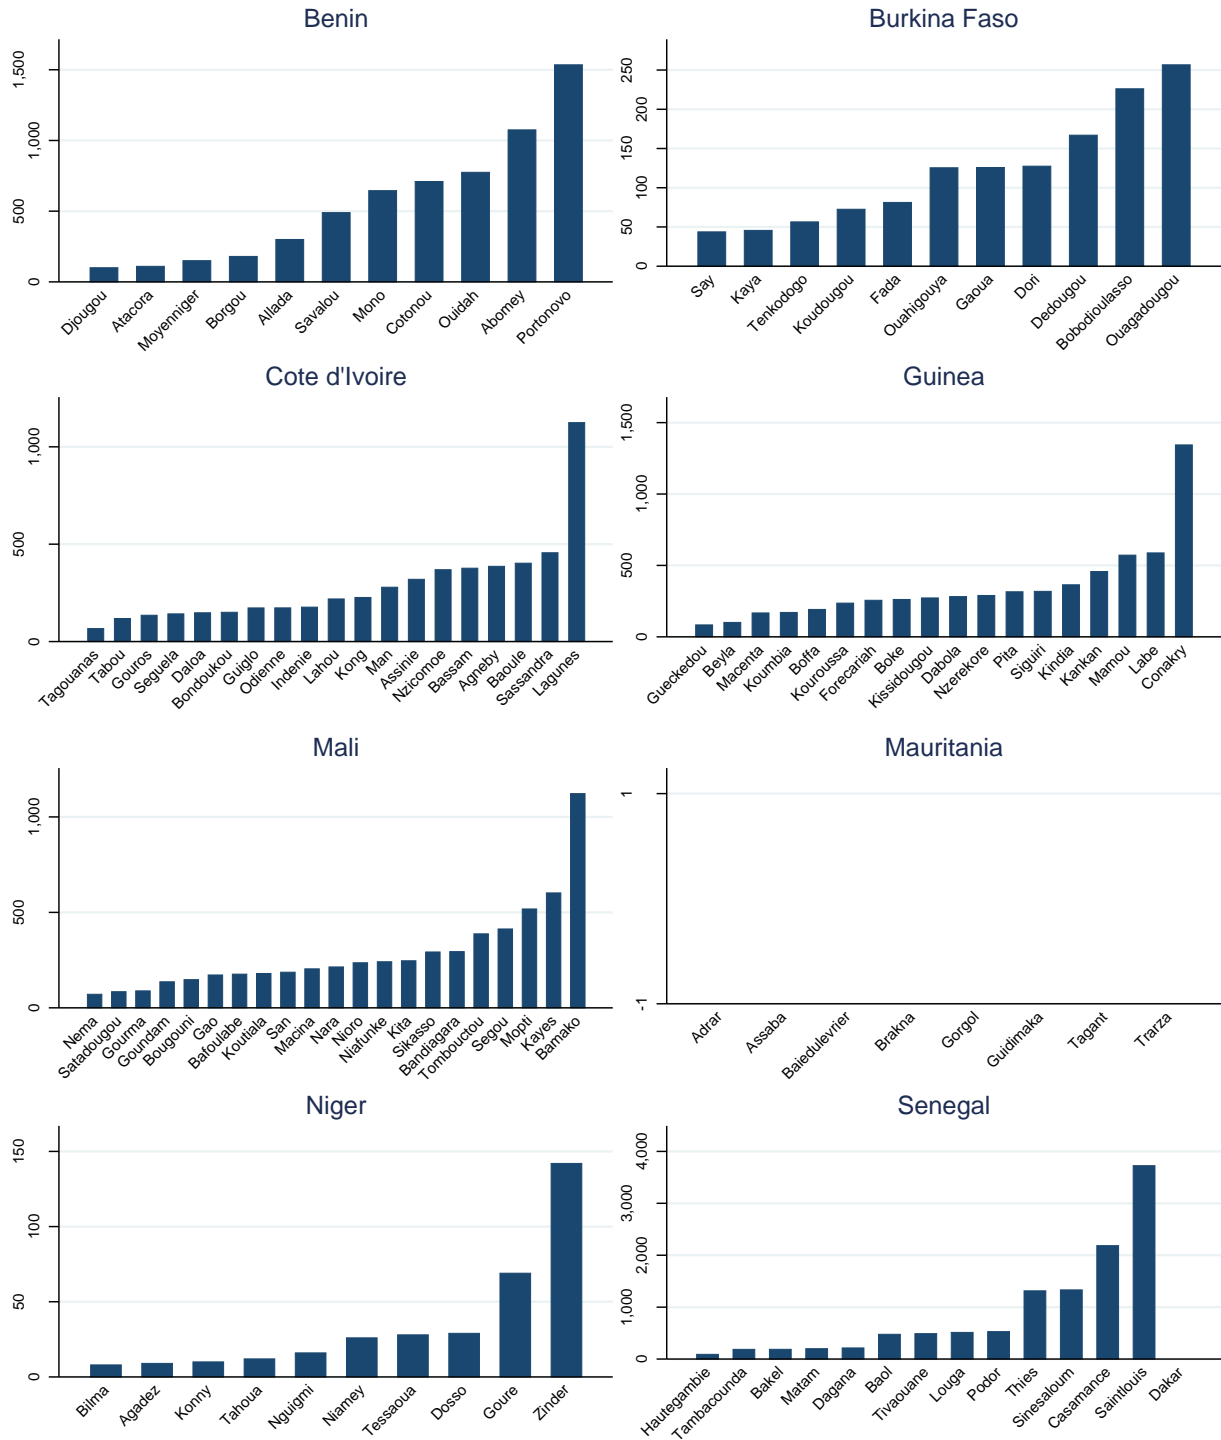 Benin
1,500
1,000
500
0
Djougou
Atacora
Moyenniger
Borgou
Allada
Savalou
Mono
Cotonou
Ouidah
Abomey
Portonovo
Burkina Faso
250
200
150
100
50
0
Say
Kaya
Tenkodogo
Koudougou
Fada
Ouahigouya
Gaoua
Dori
Dedougou
Bobodioulasso
Ouagadougou
Cote d'Ivoire
1,000
500
0
Tagouanas
Tabou
Gouros
Seguela
Daloa
Bondoukou
Guiglo
Odienne
Indenie
Lahou
Kong
Man
Assinie
Nzicomoe
Bassam
Agneby
Baoule
Sassandra
Lagunes
Guinea
1,500
1,000
500
0
Gueckedou
Beyla
Macenta
Koumbia
Boffa
Kouroussa
Forecariah
Boke
Kissidougou
Dabola
Nzerekore
Pita
Siguiri
Kindia
Kankan
Mamou
Labe
Conakry
Mali
1,000
500
0
Nema
Satadougou
Gourma
Goundam
Bougouni
Gao
Bafoulabe
Koutiala
San
Macina
Nara
Nioro
Niafunke
Kita
Sikasso
Bandiagara
Tombouctou
Segou
Mopti
Kayes
Bamako
Mauritania
1
-1
Adrar
Assaba
Baiedulevrier
Brakna
Gorgol
Guidimaka
Tagant
Trarza
Niger
150
100
50
0
Bilma
Agadez
Konny
Tahoua
Nguigmi
Niamey
Tessaoua
Dosso
Goure
Zinder
Senegal
4,000
3,000
2,000
1,000
0
Hautegambie
Tambacounda
Bakel
Matam
Dagana
Baol
Tivaouane
Louga
Podor
Thies
Sinesaloum
Casamance
Saintlouis
Dakar